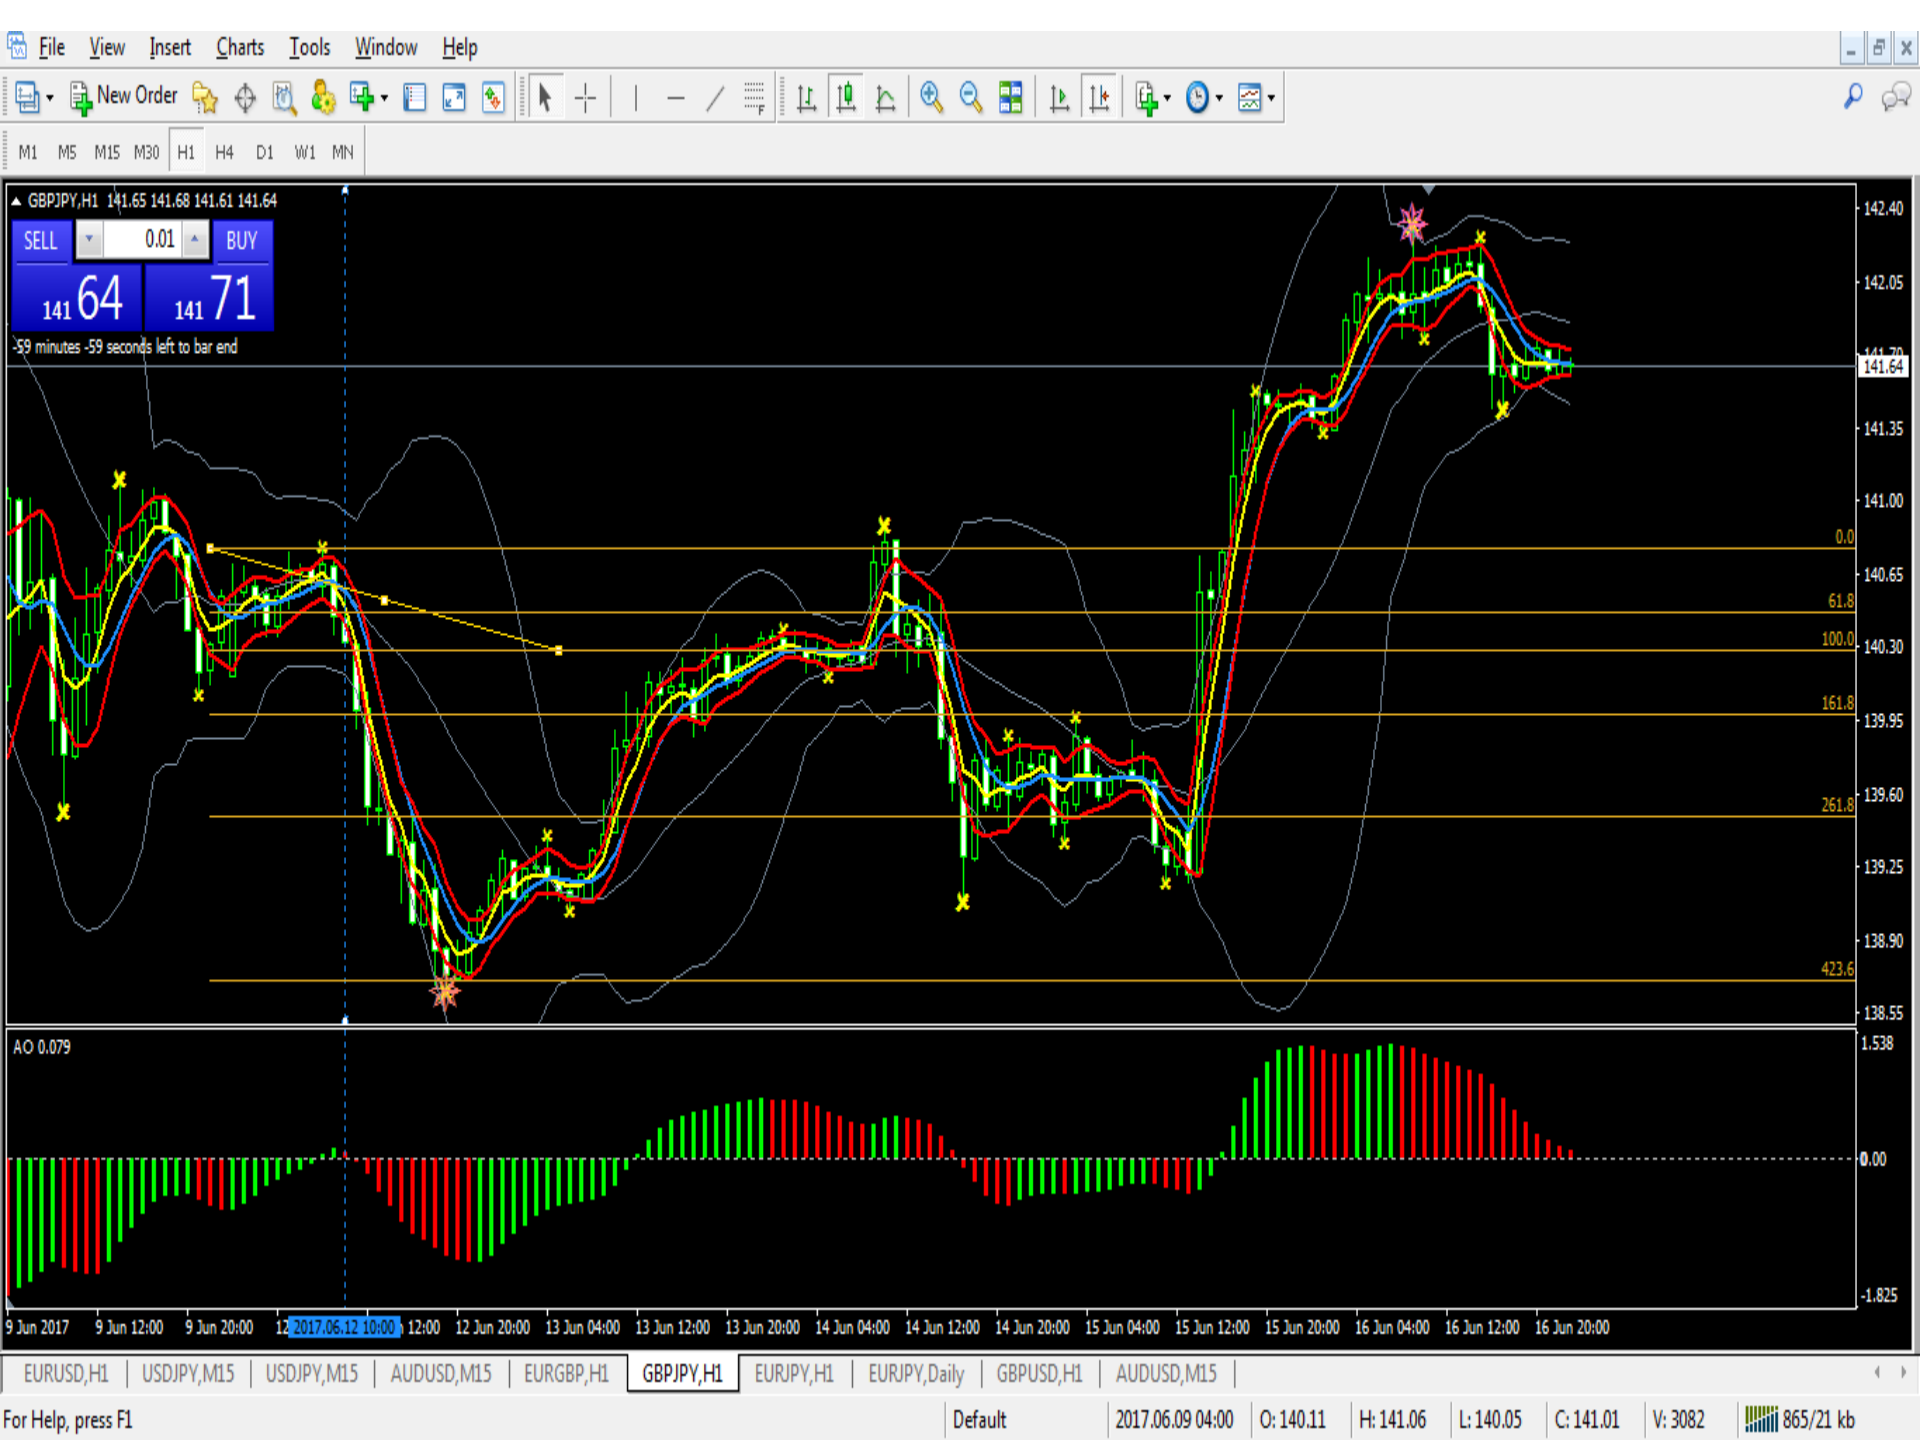 File View Insert Charts Tools Window Help
New Order
M1 M5 M15 M30 H1 H4 D1 W1 MN
GBPJPY,H1 141.65 141.68 141.61 141.64
SELL 0.01 BUY
141 64 141 71
-59 minutes -59 seconds left to bar end
142.40
142.05
141.70
141.64
141.35
141.00
0.0
140.65
61.8
140.30
100.0
161.8
139.95
139.60
261.8
139.25
138.90
423.6
138.55
AO 0.079
1.538
0.00
-1.825
9 Jun 2017 9 Jun 12:00 9 Jun 20:00 12 2017.06.12 10:00 12:00 12 Jun 20:00 13 Jun 04:00 13 Jun 12:00 13 Jun 20:00 14 Jun 04:00 14 Jun 12:00 14 Jun 20:00 15 Jun 04:00 15 Jun 12:00 15 Jun 20:00 16 Jun 04:00 16 Jun 12:00 16 Jun 20:00
EURUSD,H1 USDJPY,M15 USDJPY,M15 AUDUSD,M15 EURGBP,H1 GBPJPY,H1 EURJPY,H1 EURJPY,Daily GBPUSD,H1 AUDUSD,M15
For Help, press F1 Default 2017.06.09 04:00 O: 140.11 H: 141.06 L: 140.05 C: 141.01 V: 3082 865/21 kb